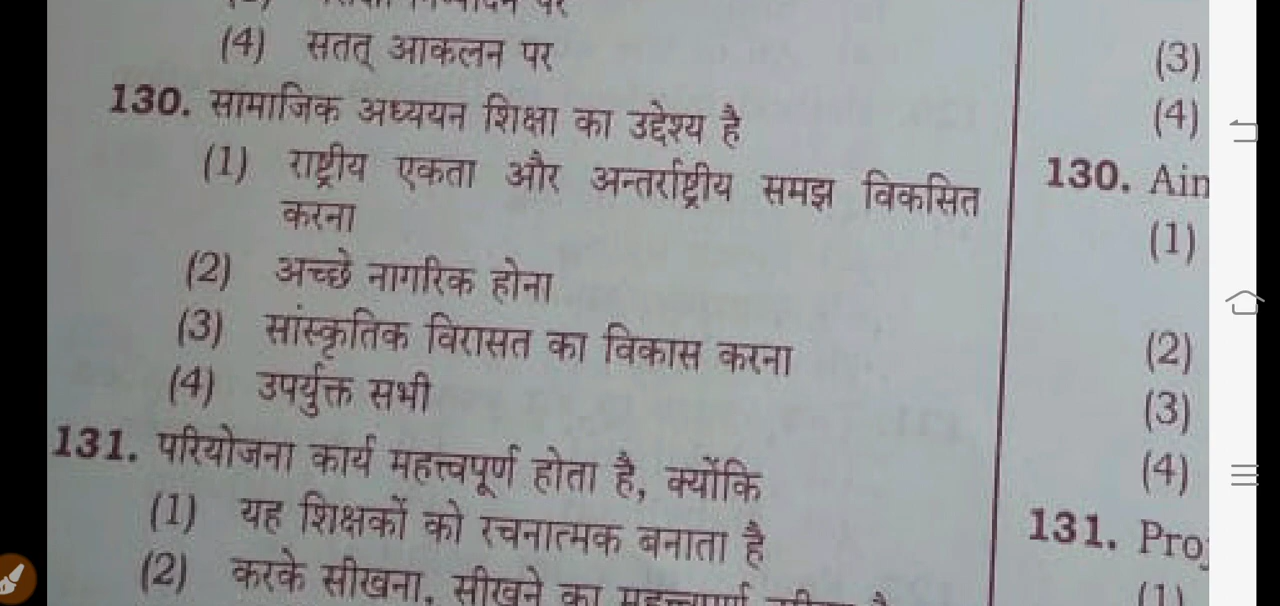 (4) सतत् आकलन पर
130. सामाजिक अध्ययन शिक्षा का उद्देश्य है
(1) राष्ट्रीय एकता और अन्तर्राष्ट्रीय समझ विकसित
करना
(2) अच्छे नागरिक होना
(3) सांस्कृतिक विरासत का विकास करना
(4) उपर्युक्त सभी
131. परियोजना कार्य महत्त्वपूर्ण होता है, क्योंकि
(1) यह शिक्षकों को रचनात्मक बनाता है
(2) करके सीखना, सीखने का
(3)
(4)
130.
(1)
(2)
(3)
(4)
131.
(1)